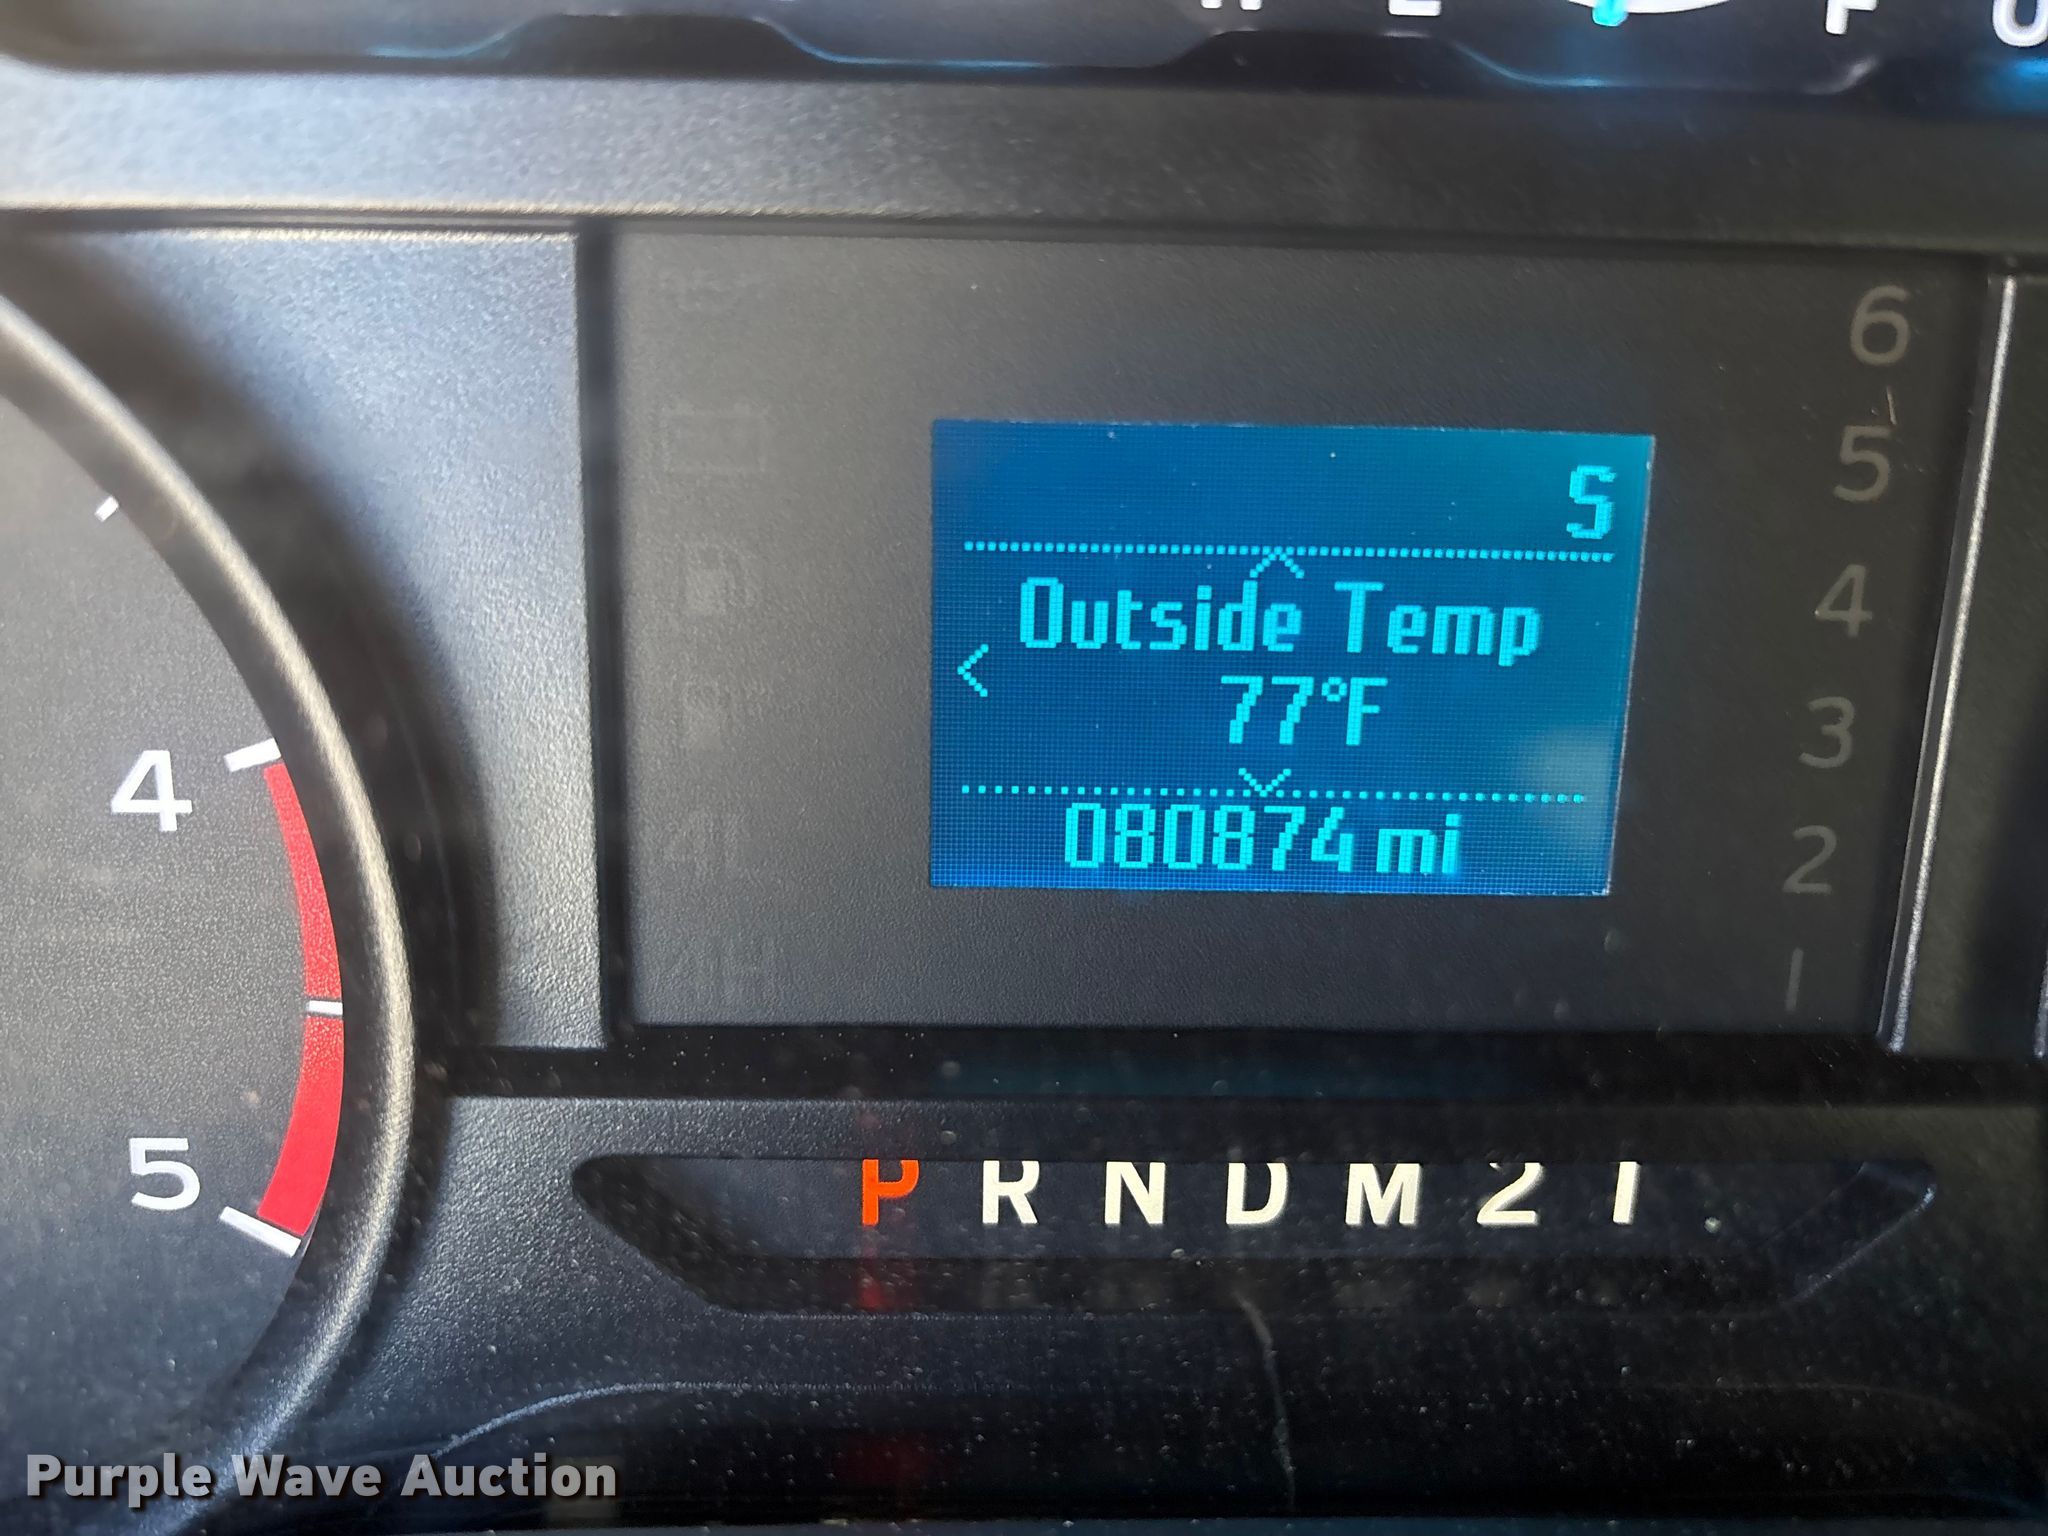 S
Outside Temp
77°F
080874 mi
6
5
4
3
2
1
4
5
P R N D M 2 1
Purple Wave Auction